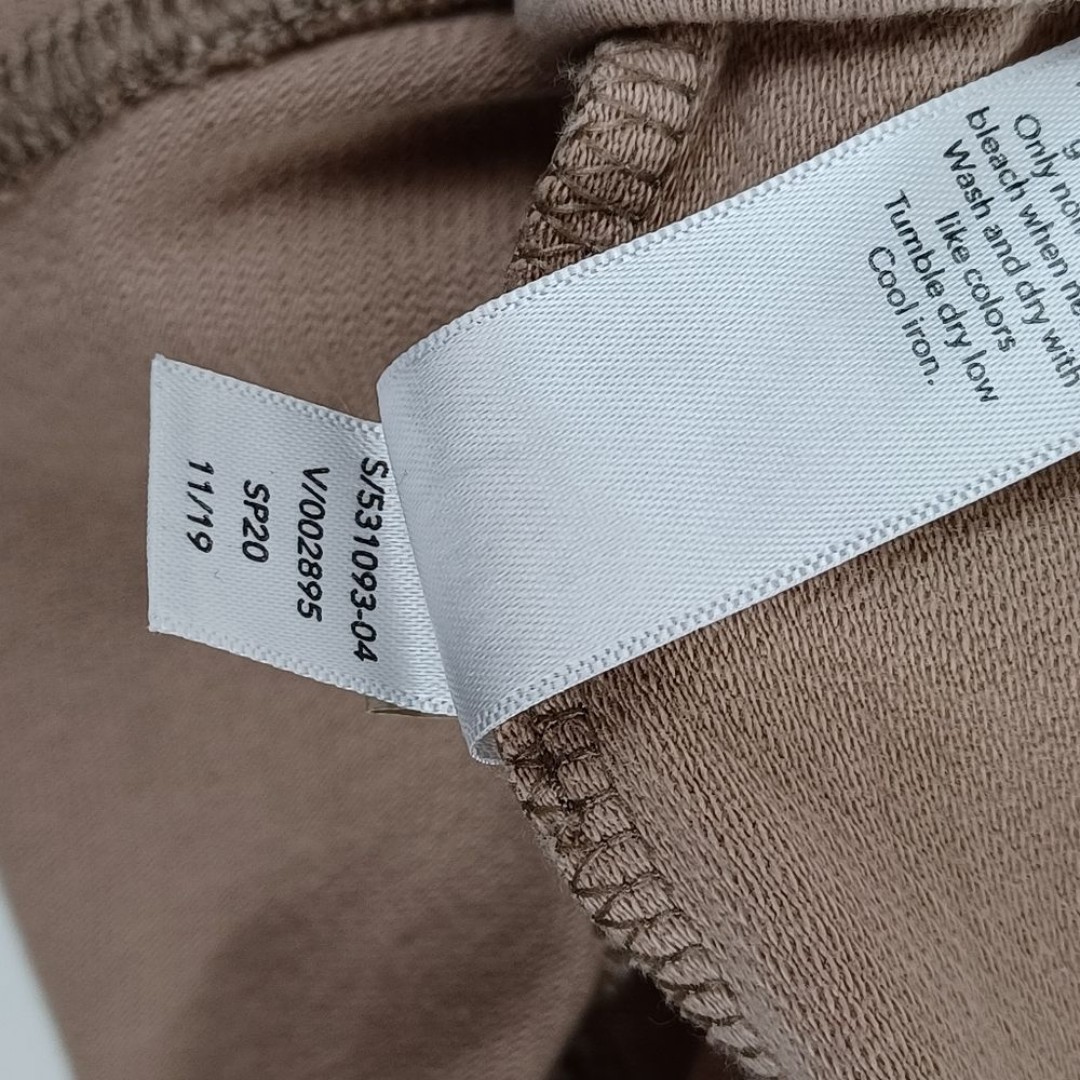 Only
bleach when
Wash and dry with
like colors
Tumble dry low
Cool iron.
S/531093-04
V/002895
SP20
11/19